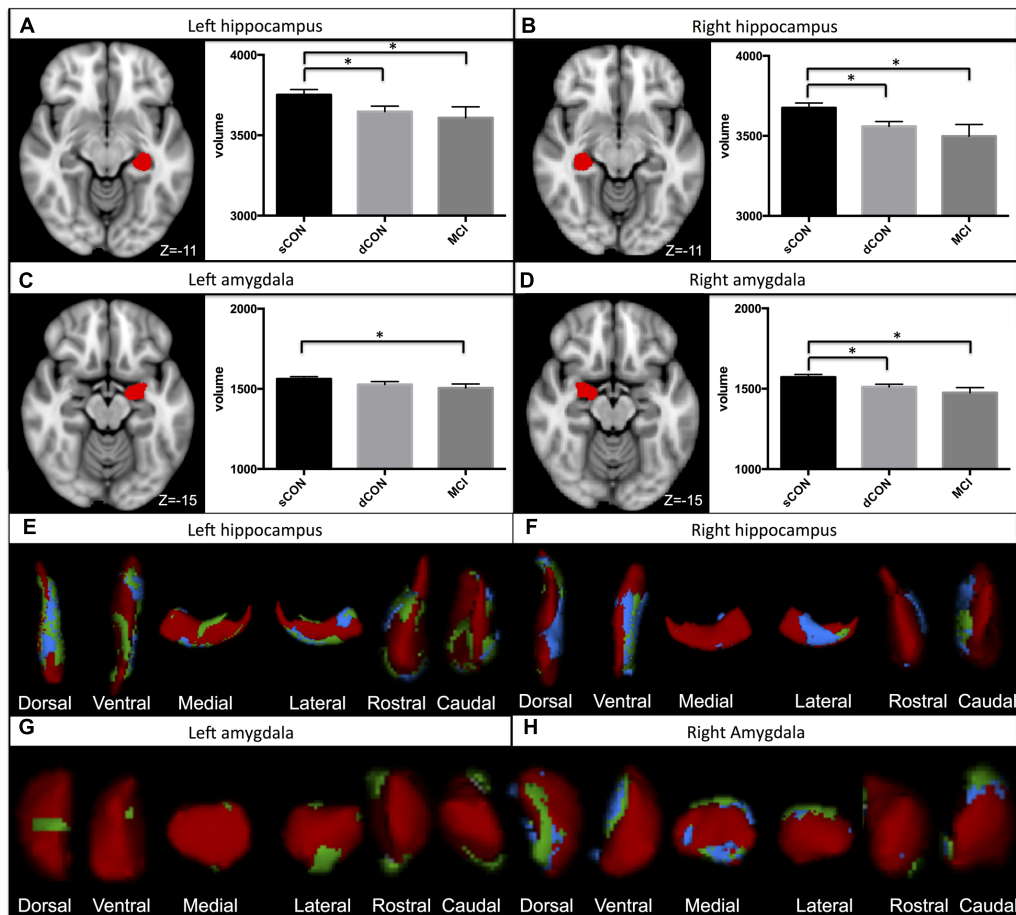 A Left hippocampus
B Right hippocampus
4000
3500
3000
volume
*
*
sCON
dCON
MCI
Z=-11
4000
3500
3000
volume
*
*
sCON
dCON
MCI
Z=-11
C Left amygdala
D Right amygdala
2000
1500
1000
volume
*
sCON
dCON
MCI
Z=-15
2000
1500
1000
volume
*
*
sCON
dCON
MCI
Z=-15
E Left hippocampus
F Right hippocampus
Dorsal Ventral Medial Lateral Rostral Caudal
Dorsal Ventral Medial Lateral Rostral Caudal
G Left amygdala
H Right Amygdala
Dorsal Ventral Medial Lateral Rostral Caudal
Dorsal Ventral Medial Lateral Rostral Caudal